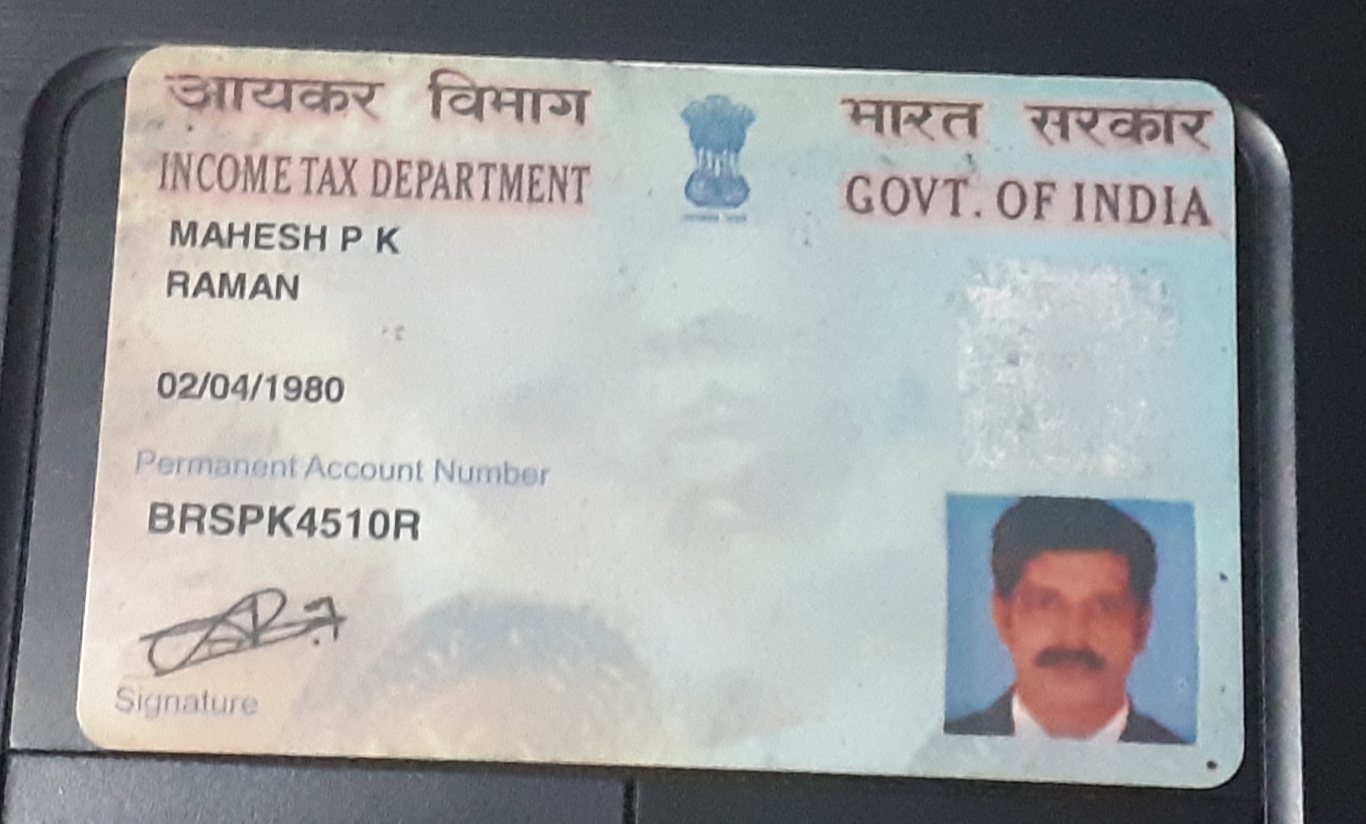 आयकर विभाग
भारत सरकार
INCOME TAX DEPARTMENT
GOVT. OF INDIA
MAHESH P K
RAMAN
02/04/1980
Permanent Account Number
BRSPK4510R
Signature